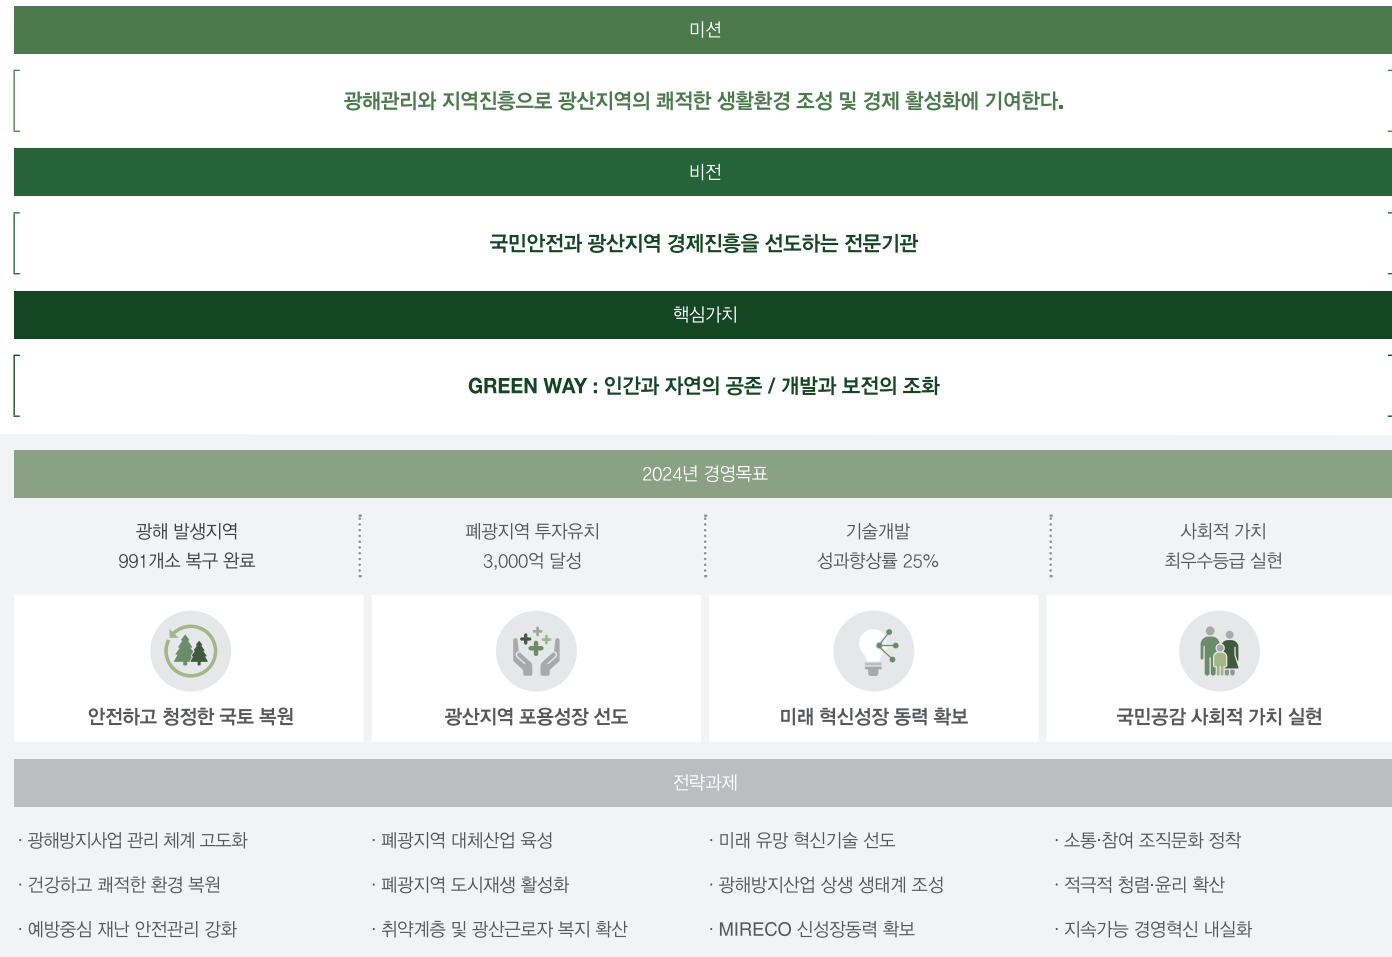 미션
광해관리와 지역진흥으로 광산지역의 쾌적한 생활환경 조성 및 경제 활성화에 기여한다.
비전
국민안전과 광산지역 경제진흥을 선도하는 전문기관
핵심가치
GREEN WAY : 인간과 자연의 공존 / 개발과 보전의 조화
2024년 경영목표
광해 발생지역
991개소 복구 완료
폐광지역 투자유치
3,000억 달성
기술개발
성과향상률 25%
사회적 가치
최우수등급 실현
안전하고 청정한 국토 복원
광산지역 포용성장 선도
미래 혁신성장 동력 확보
국민공감 사회적 가치 실현
전략과제
· 광해방지사업 관리 체계 고도화
· 건강하고 쾌적한 환경 복원
· 예방중심 재난 안전관리 강화
· 폐광지역 대체산업 육성
· 폐광지역 도시재생 활성화
· 취약계층 및 광산근로자 복지 확산
· 미래 유망 혁신기술 선도
· 광해방지산업 상생 생태계 조성
· MIRECO 신성장동력 확보
· 소통·참여 조직문화 정착
· 적극적 청렴·윤리 확산
· 지속가능 경영혁신 내실화